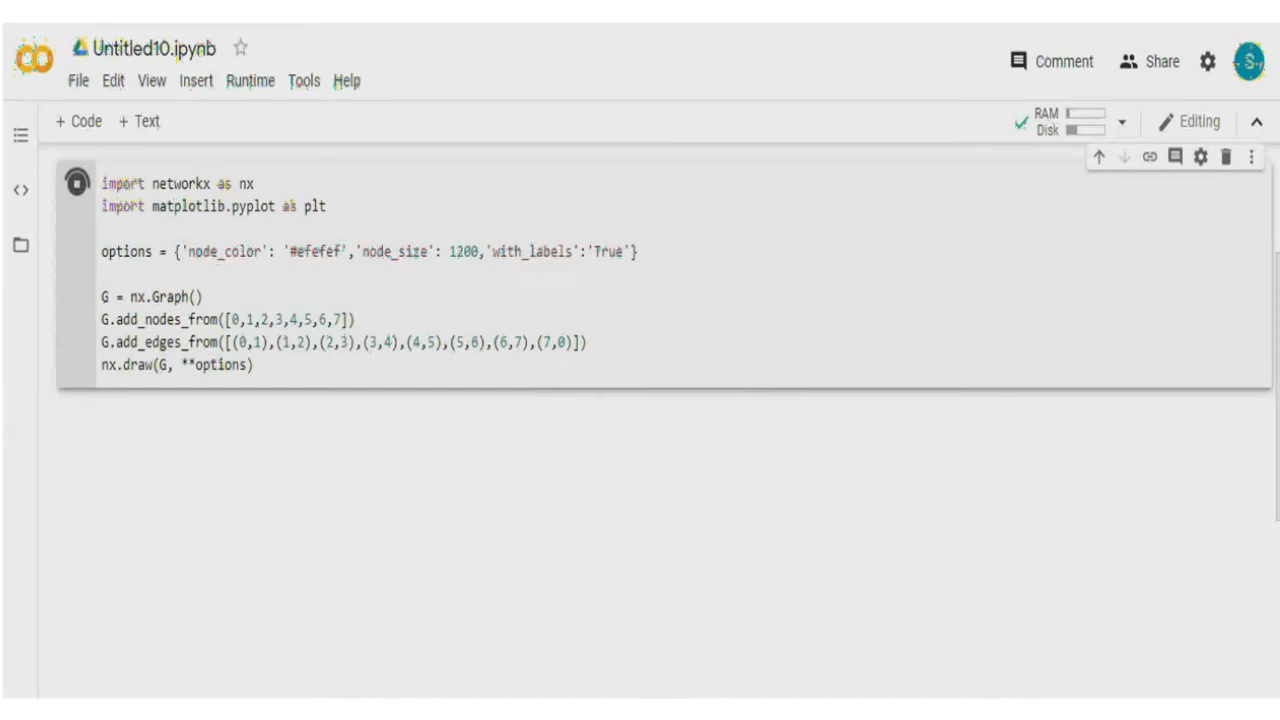 Untitled10.ipynb
File Edit View Insert Runtime Tools Help
Comment Share S
+ Code + Text
RAM
Disk
Editing
import networkx as nx
import matplotlib.pyplot as plt
options = {'node_color': '#efefef','node_size': 1200,'with_labels':'True'}
G = nx.Graph()
G.add_nodes_from([0,1,2,3,4,5,6,7])
G.add_edges_from([(0,1),(1,2),(2,3),(3,4),(4,5),(5,6),(6,7),(7,0)])
nx.draw(G, **options)